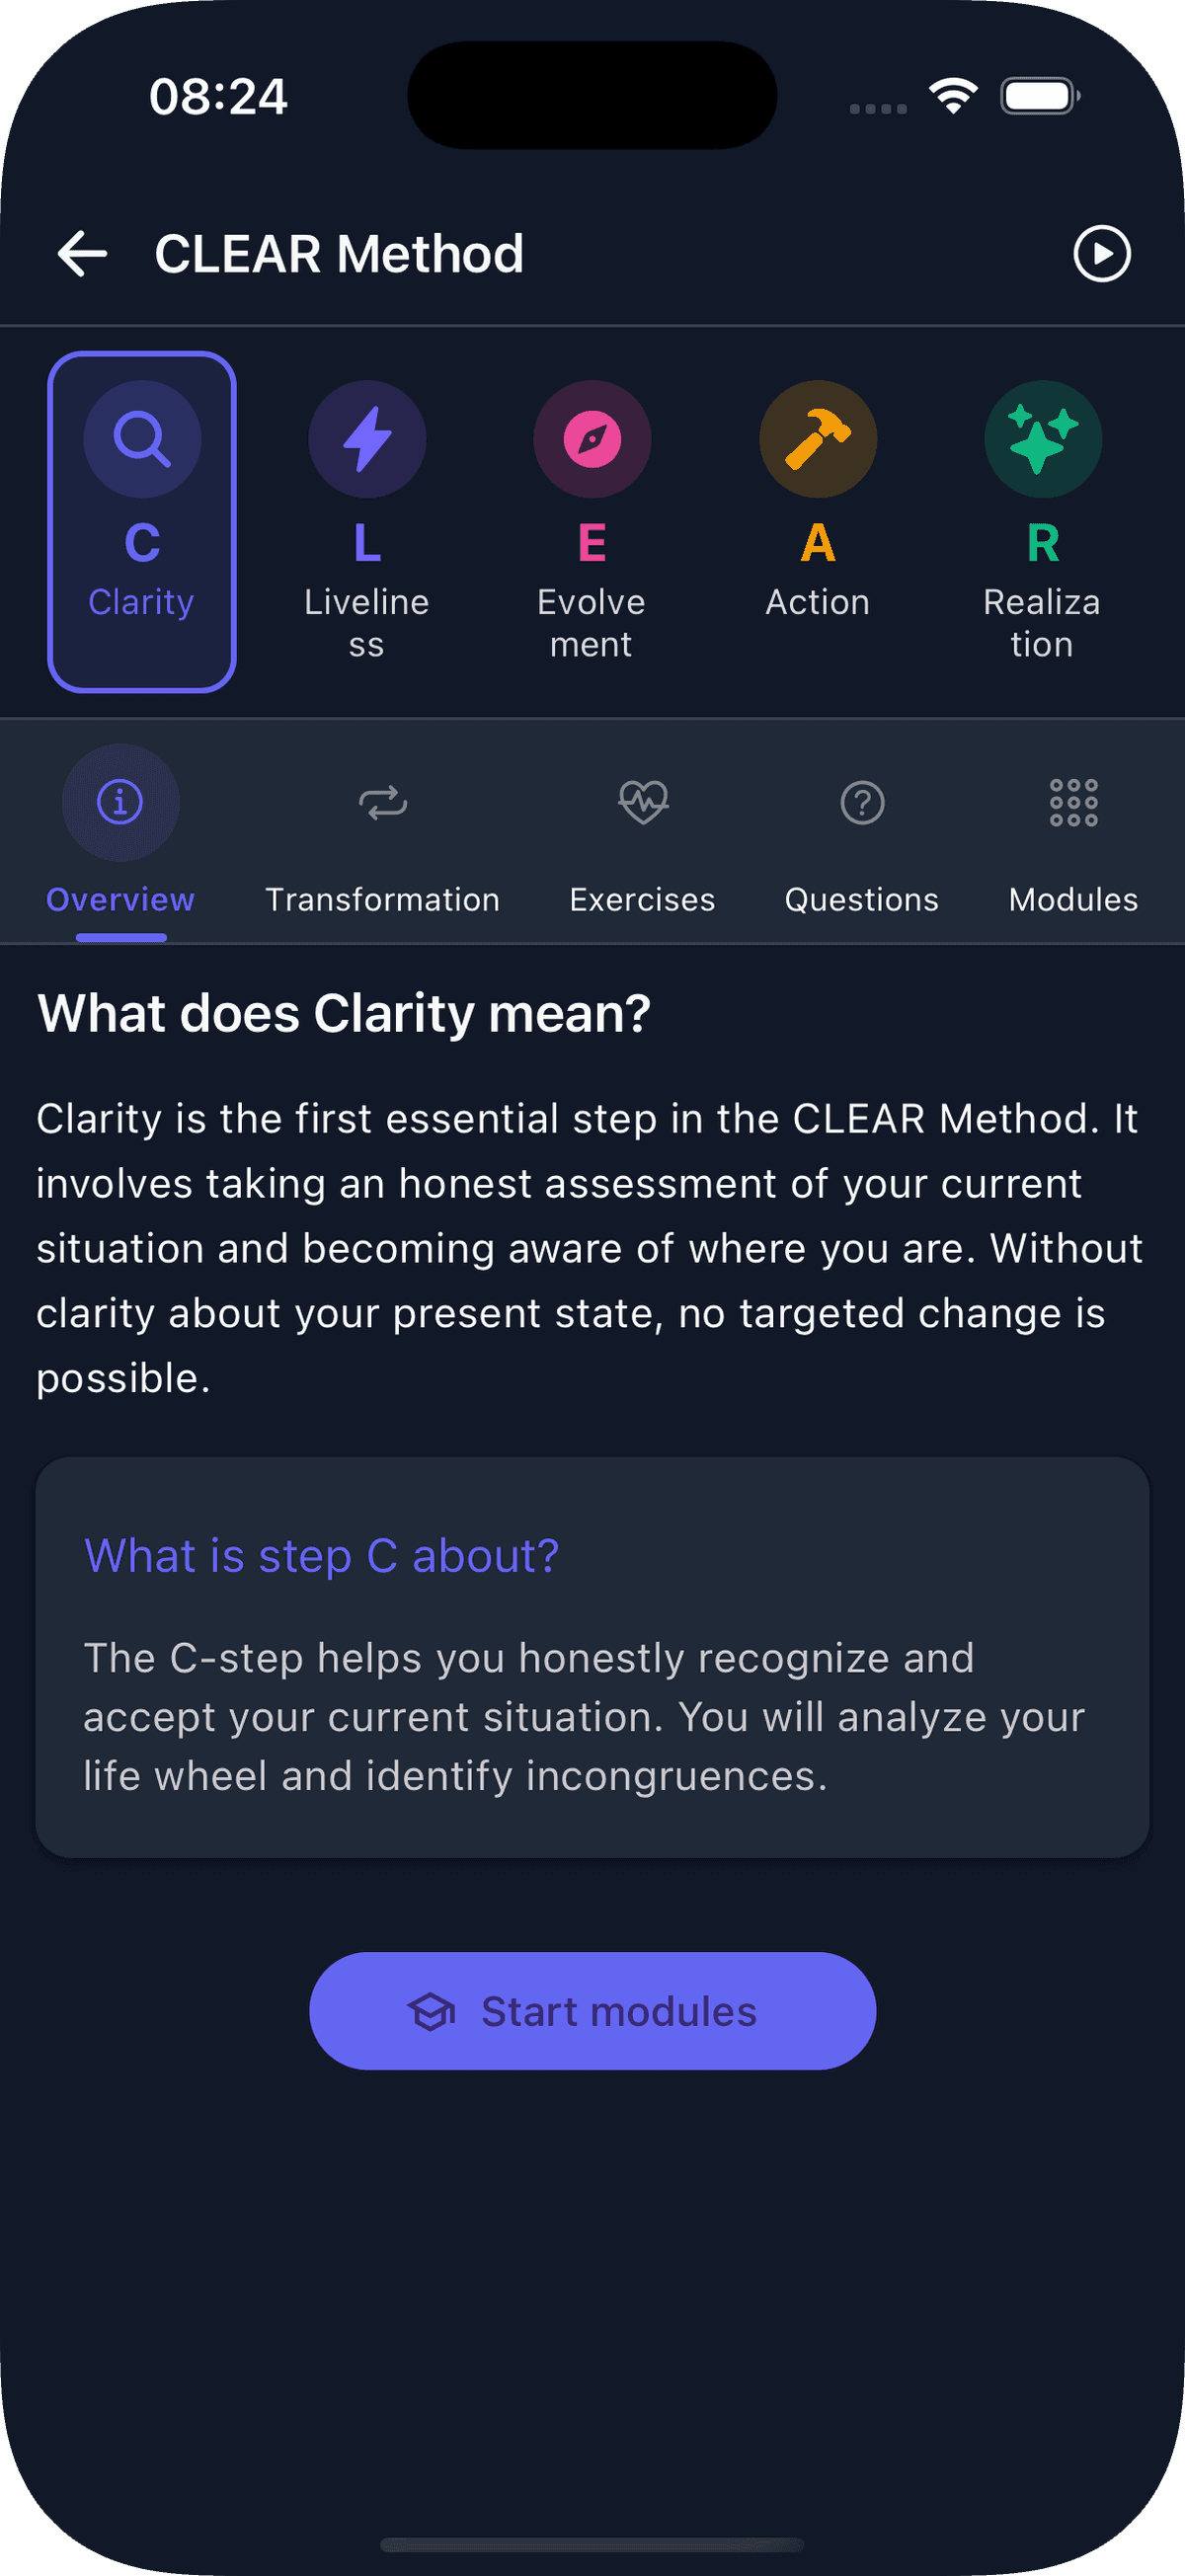 08:24
CLEAR Method
C
Clarity
L
Liveline
ss
E
Evolve
ment
A
Action
R
Realiza
tion
Overview
Transformation
Exercises
Questions
Modules
What does Clarity mean?
Clarity is the first essential step in the CLEAR Method. It
involves taking an honest assessment of your current
situation and becoming aware of where you are. Without
clarity about your present state, no targeted change is
possible.
What is step C about?
The C-step helps you honestly recognize and
accept your current situation. You will analyze your
life wheel and identify incongruences.
Start modules